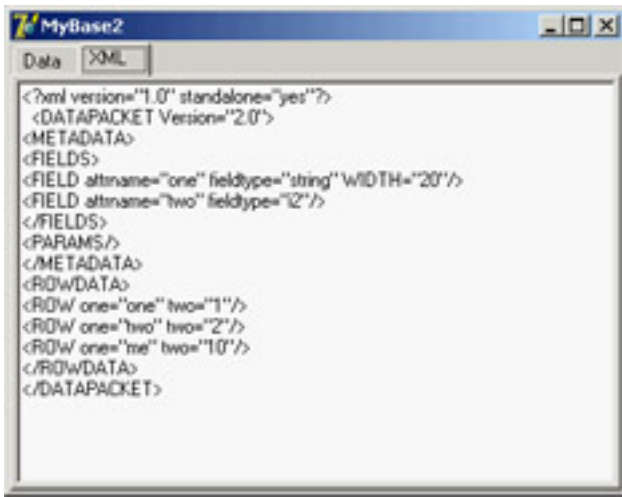 MyBase2
Data XML
<?xml version="1.0" standalone="yes"?>
<DATAPACKET Version="2.0">
<METADATA>
<FIELDS>
<FIELD attrname="one" fieldtype="string" WIDTH="20"/>
<FIELD attrname="two" fieldtype="i2"/>
</FIELDS>
<PARAMS/>
</METADATA>
<ROWDATA>
<ROW one="one" two="1"/>
<ROW one="two" two="2"/>
<ROW one="me" two="10"/>
</ROWDATA>
</DATAPACKET>